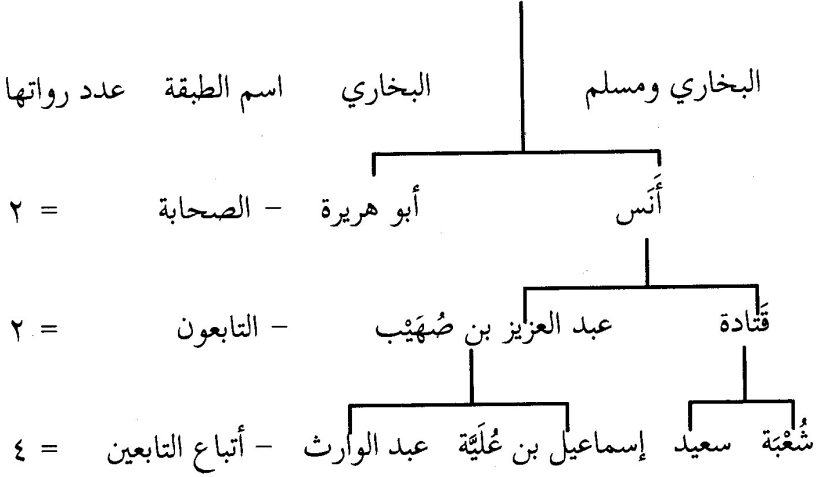 البخاري ومسلم البخاري اسم الطبقة عدد رواتها
أَنَس أبو هريرة - الصحابة = ٢
قَتادة عبد العزيز بن صُهَيْب - التابعون = ٢
شُعْبَة سعيد إسماعيل بن عُلَيَّة عبد الوارث - أتباع التابعين = ٤